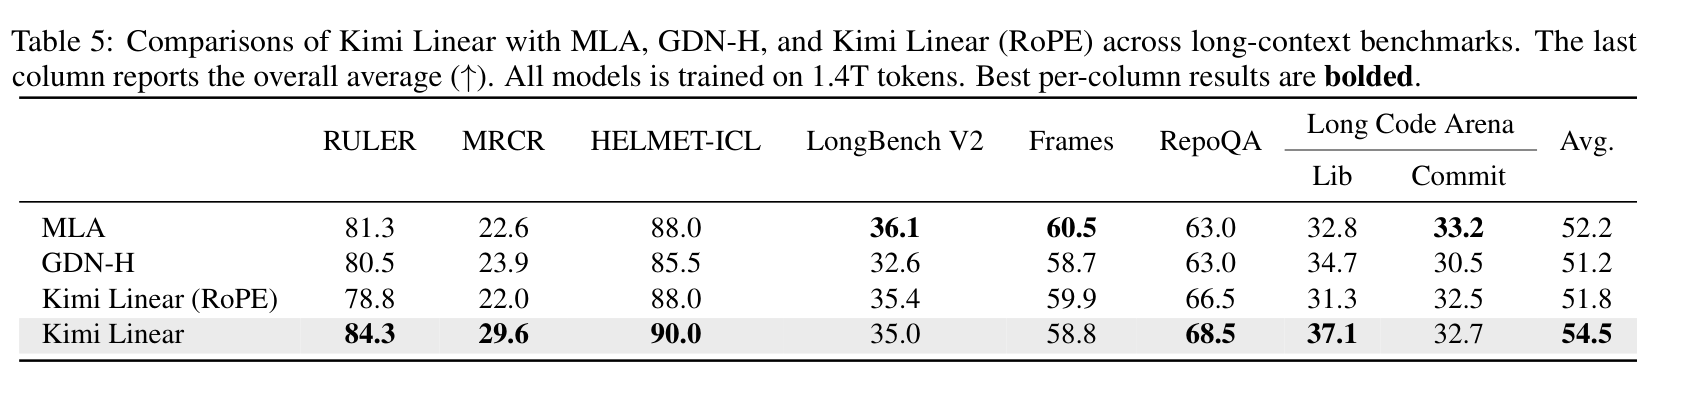 Table 5: Comparisons of Kimi Linear with MLA, GDN-H, and Kimi Linear (RoPE) across long-context benchmarks. The last
column reports the overall average (↑). All models is trained on 1.4T tokens. Best per-column results are bolded.
RULER MRCR HELMET-ICL LongBench V2 Frames RepoQA Long Code Arena Avg.
Lib Commit
MLA 81.3 22.6 88.0 36.1 60.5 63.0 32.8 33.2 52.2
GDN-H 80.5 23.9 85.5 32.6 58.7 63.0 34.7 30.5 51.2
Kimi Linear (RoPE) 78.8 22.0 88.0 35.4 59.9 66.5 31.3 32.5 51.8
Kimi Linear 84.3 29.6 90.0 35.0 58.8 68.5 37.1 32.7 54.5